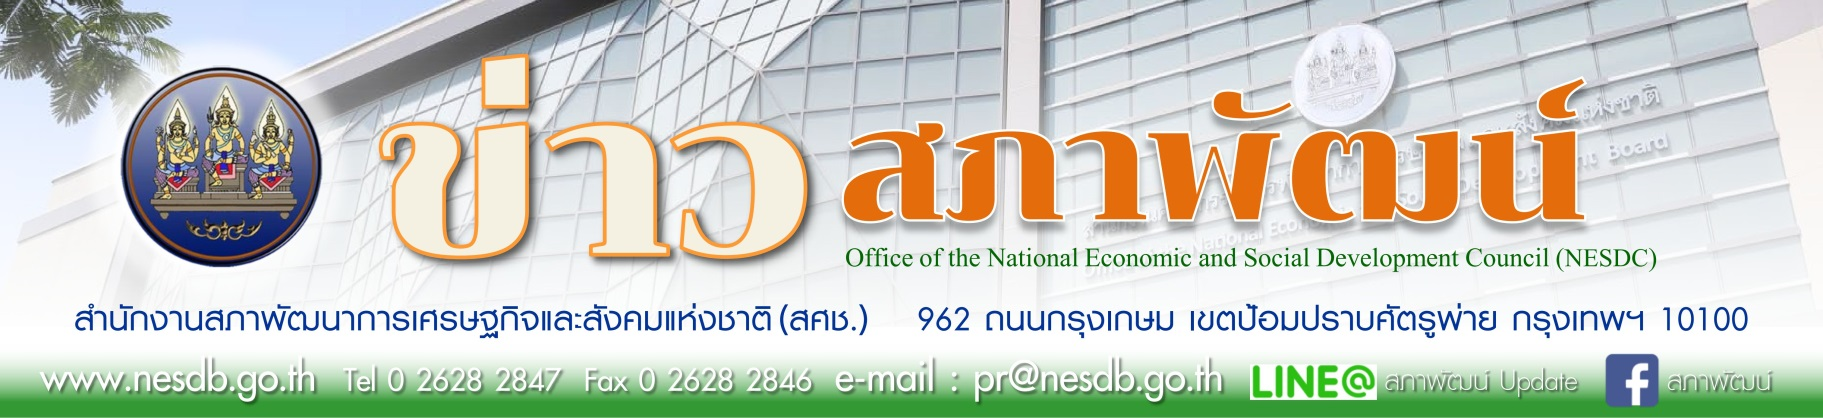 ข่าว สภาพัฒน์
Office of the National Economic and Social Development Council (NESDC)
สำนักงานสภาพัฒนาการเศรษฐกิจและสังคมแห่งชาติ (สศช.) 962 ถนนกรุงเกษม เขตป้อมปราบศัตรูพ่าย กรุงเทพฯ 10100
www.nesdb.go.th Tel 0 2628 2847 Fax 0 2628 2846 e-mail : pr@nesdb.go.th LINE@ สภาพัฒน์ Update f สภาพัฒน์